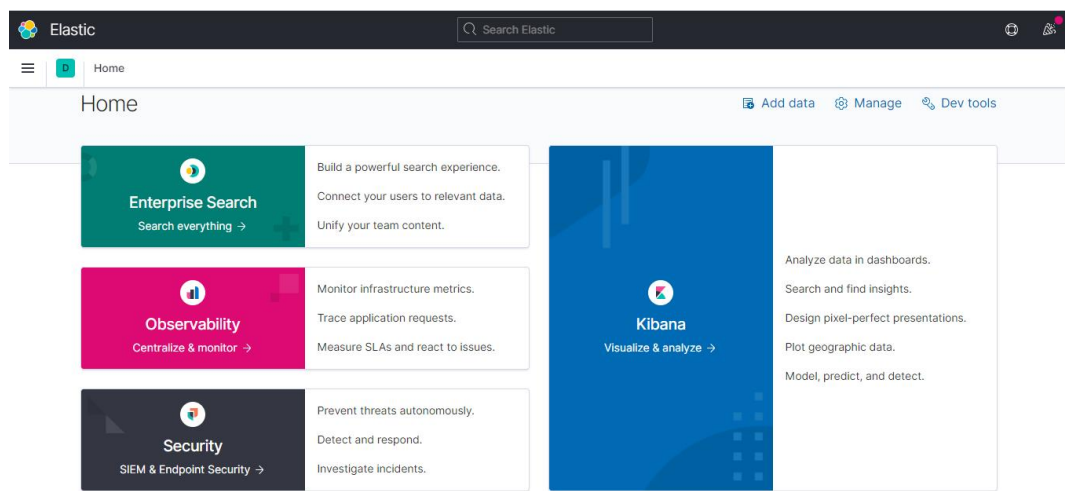 Elastic
Search Elastic
D
Home
Home
Add data
Manage
Dev tools
Enterprise Search
Search everything →
Build a powerful search experience.
Connect your users to relevant data.
Unify your team content.
Observability
Centralize & monitor →
Monitor infrastructure metrics.
Trace application requests.
Measure SLAs and react to issues.
Security
SIEM & Endpoint Security →
Prevent threats autonomously.
Detect and respond.
Investigate incidents.
Kibana
Visualize & analyze →
Analyze data in dashboards.
Search and find insights.
Design pixel-perfect presentations.
Plot geographic data.
Model, predict, and detect.